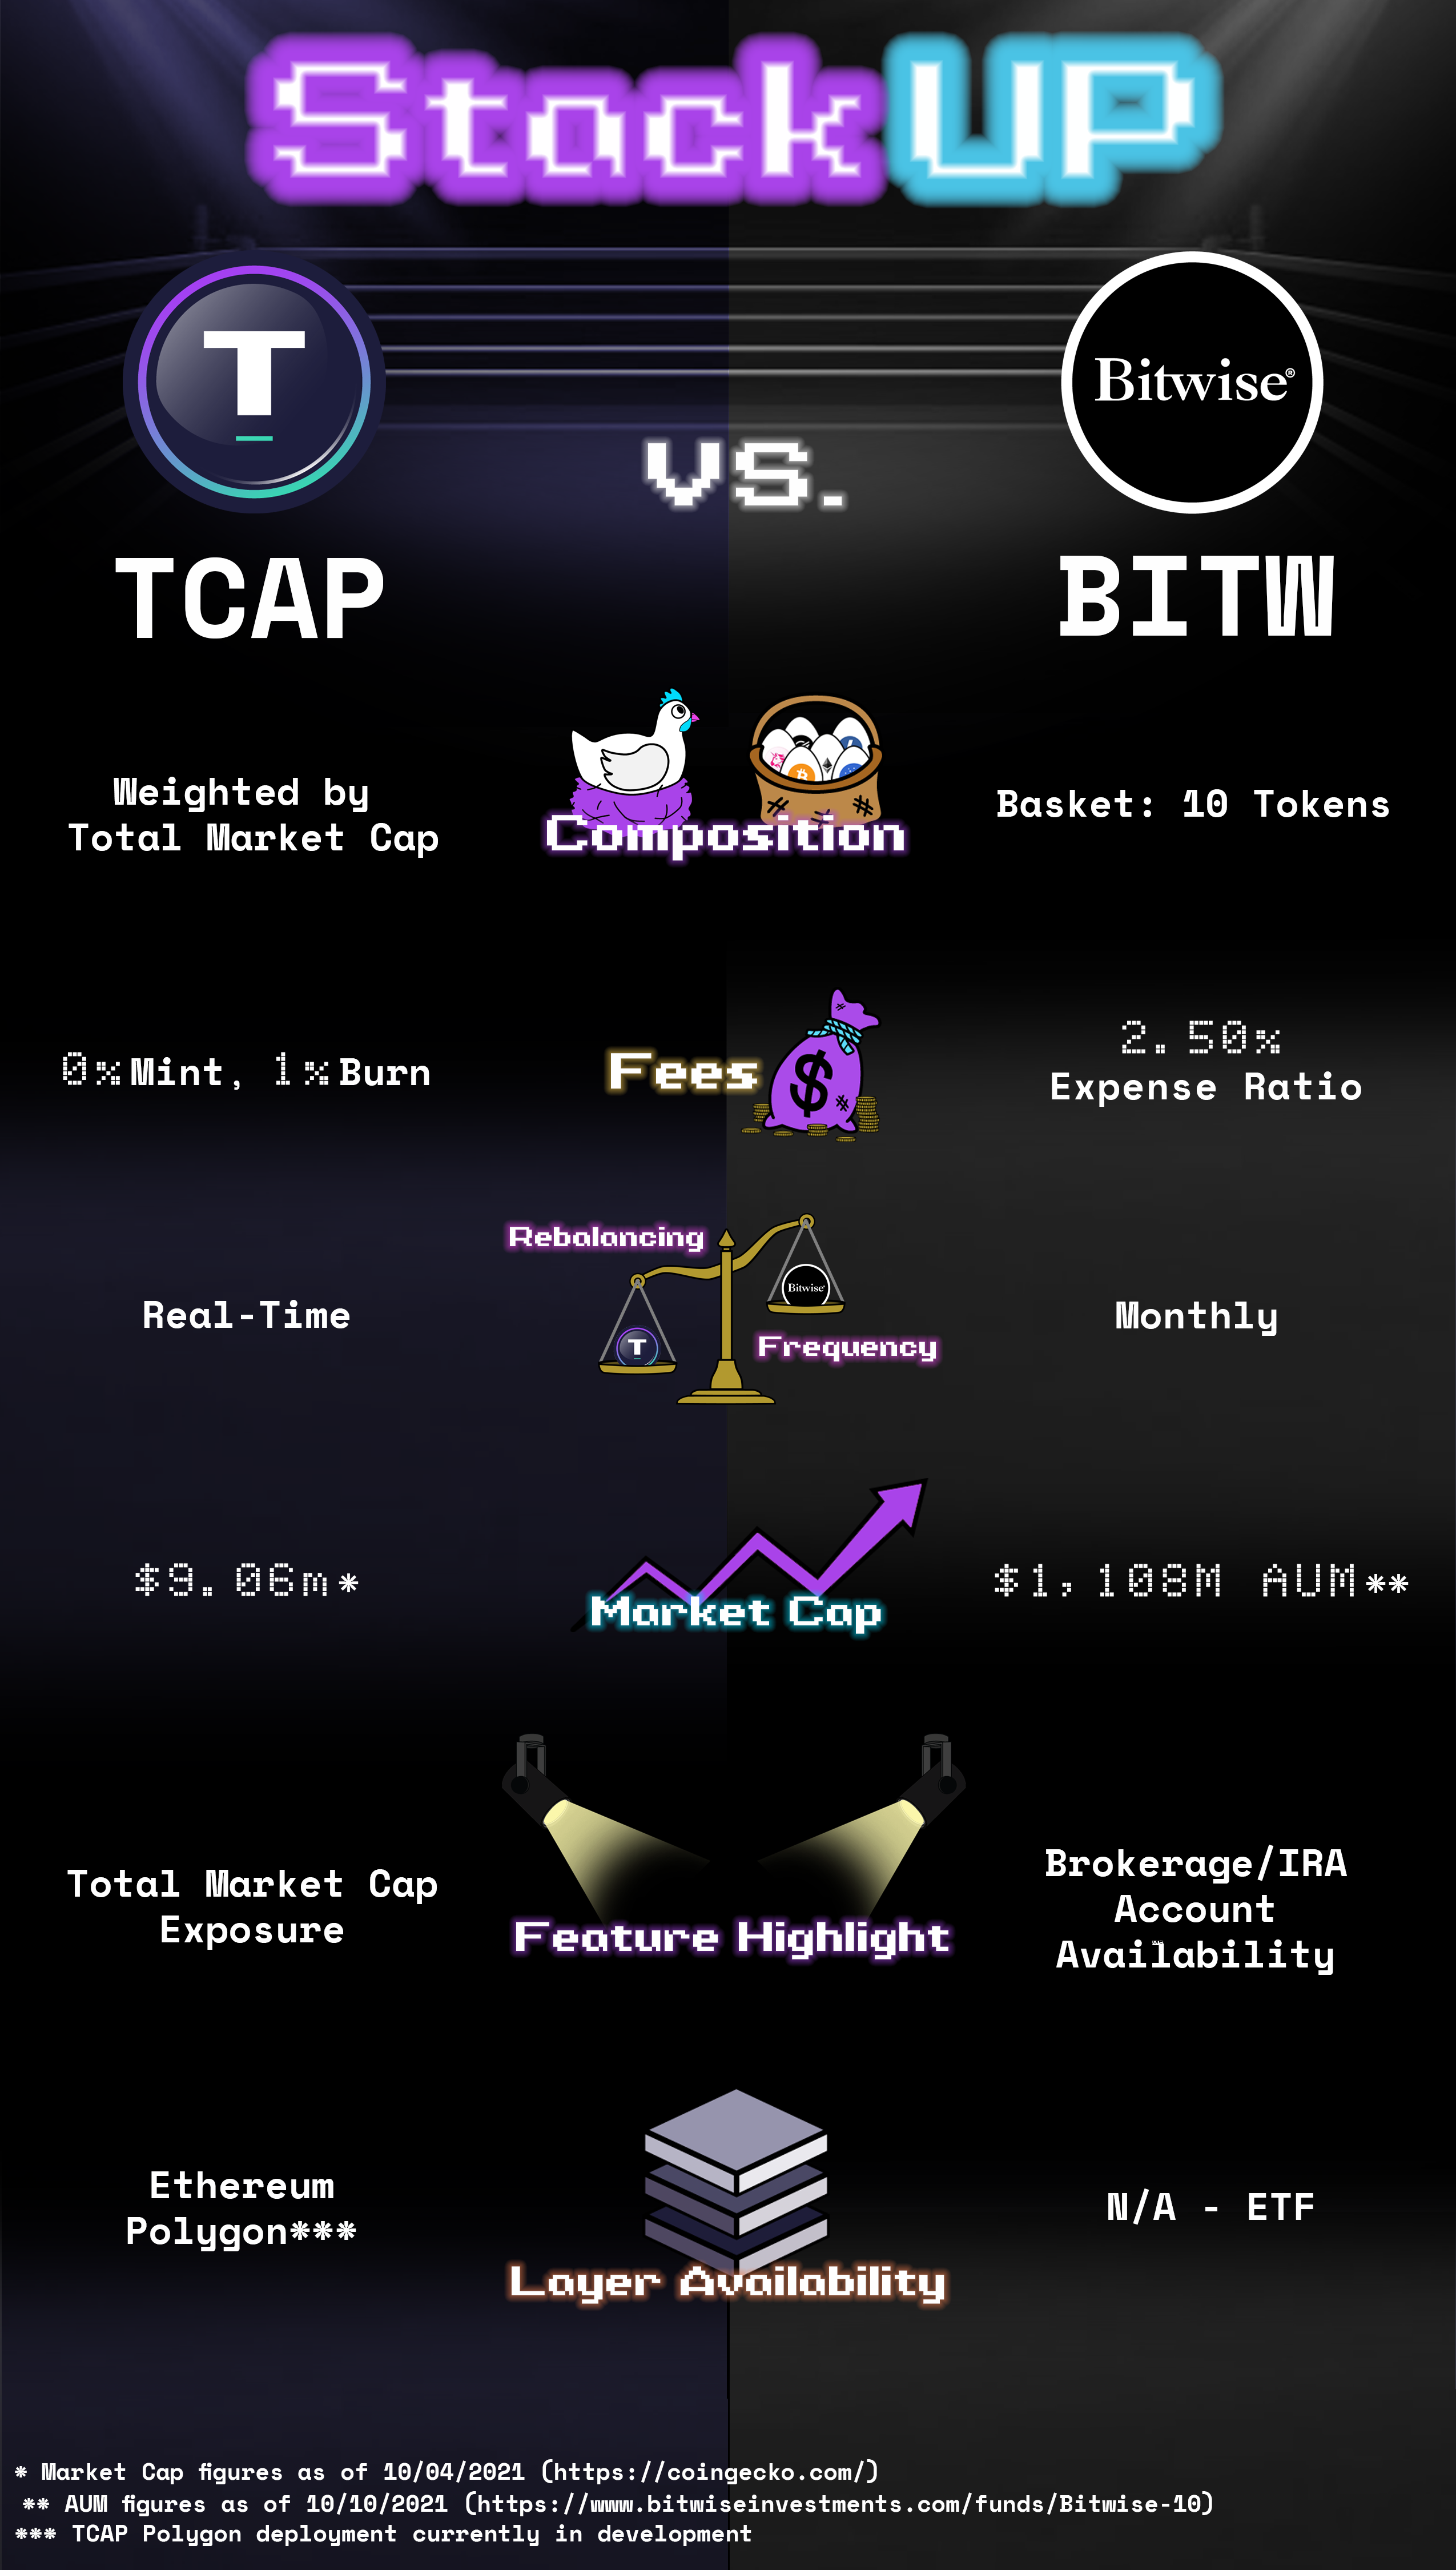 StackUP
T
Bitwise®
VS.
TCAP
BITW
Weighted by
Total Market Cap
Composition
Basket: 10 Tokens
0% Mint, 1% Burn
Fees
$
2.50%
Expense Ratio
Rebalancing
Real-Time
Bitwise
T
Frequency
Monthly
$9.06m*
Market Cap
$1,108M AUM**
Total Market Cap
Exposure
Feature Highlight
Brokerage/IRA
Account
Availability
Ethereum
Polygon***
Layer Availability
N/A - ETF
* Market Cap figures as of 10/04/2021 (https://coingecko.com/)
** AUM figures as of 10/10/2021 (https://www.bitwiseinvestments.com/funds/Bitwise-10)
*** TCAP Polygon deployment currently in development